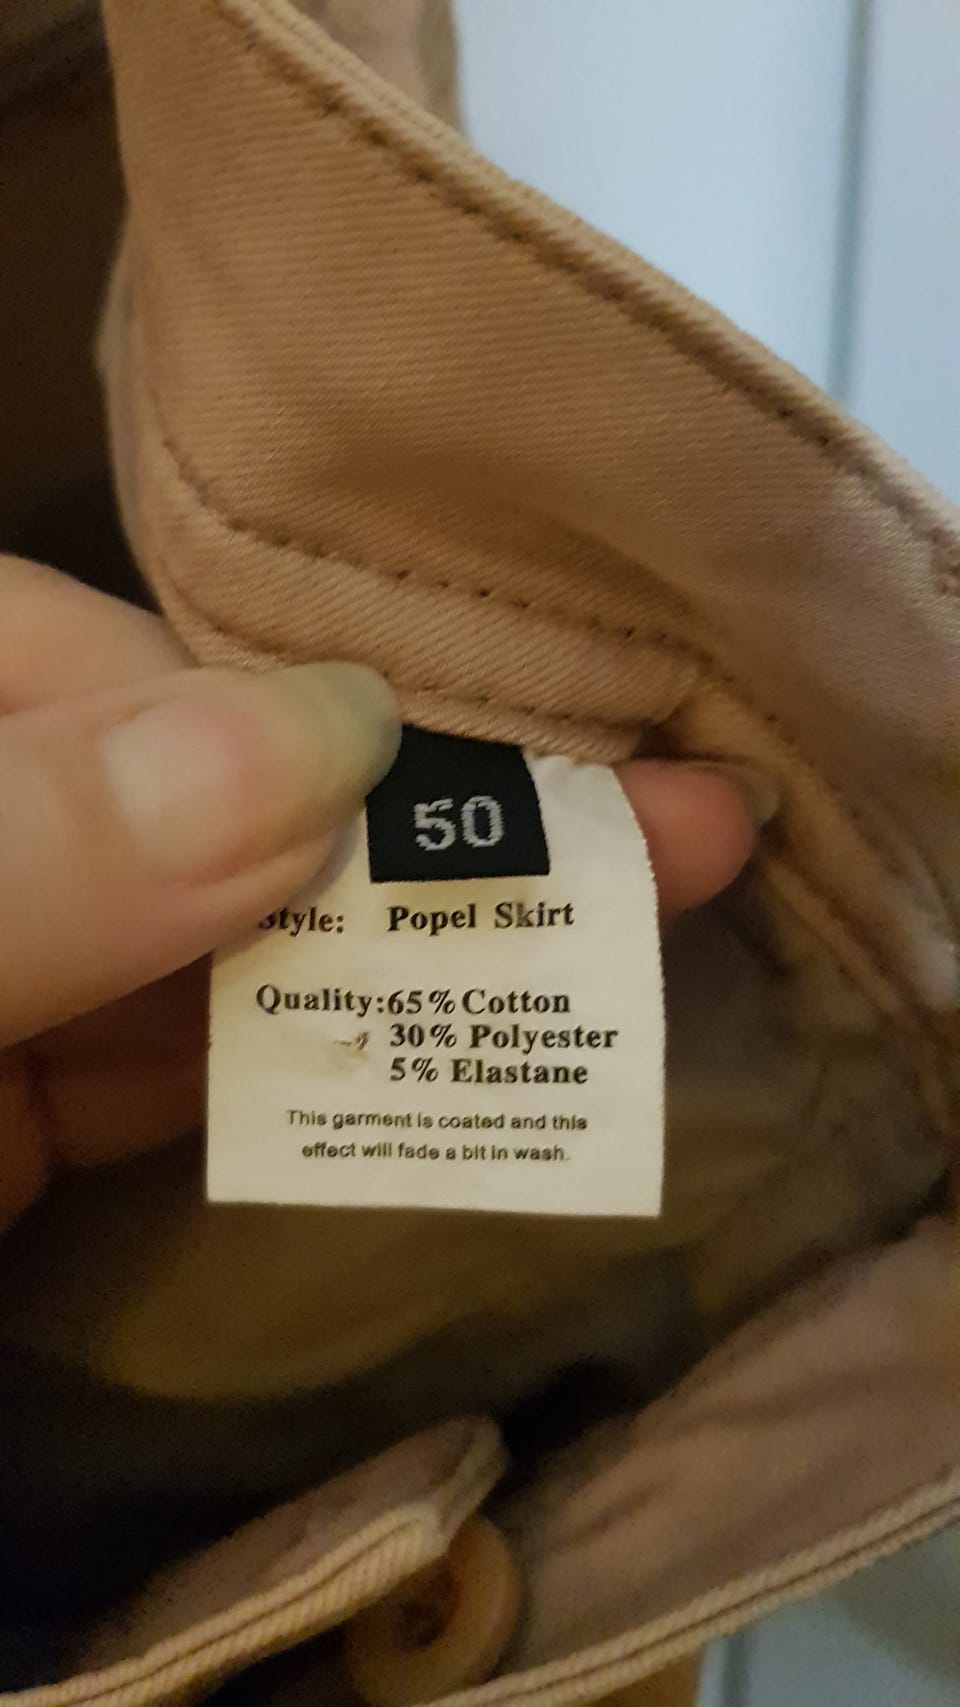 50
Style: Popel Skirt
Quality:65% Cotton
30% Polyester
5% Elastane
This garment is coated and this
effect will fade a bit in wash.